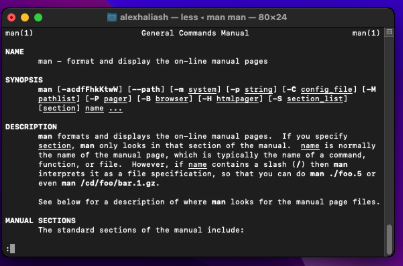 alexhaliash — less • man man — 80×24
man(1) General Commands Manual man(1)
NAME
man - format and display the on-line manual pages
SYNOPSIS
man [-acdfFhkKtwW] [--path] [-m system] [-p string] [-C config_file] [-M
pathlist] [-P pager] [-B browser] [-H htmlpager] [-S section_list]
[section] name ...
DESCRIPTION
man formats and displays the on-line manual pages. If you specify
section, man only looks in that section of the manual. name is normally
the name of the manual page, which is typically the name of a command,
function, or file. However, if name contains a slash (/) then man
interprets it as a file specification, so that you can do man ./foo.5 or
even man /cd/foo/bar.1.gz.
See below for a description of where man looks for the manual page files.
MANUAL SECTIONS
The standard sections of the manual include:
: